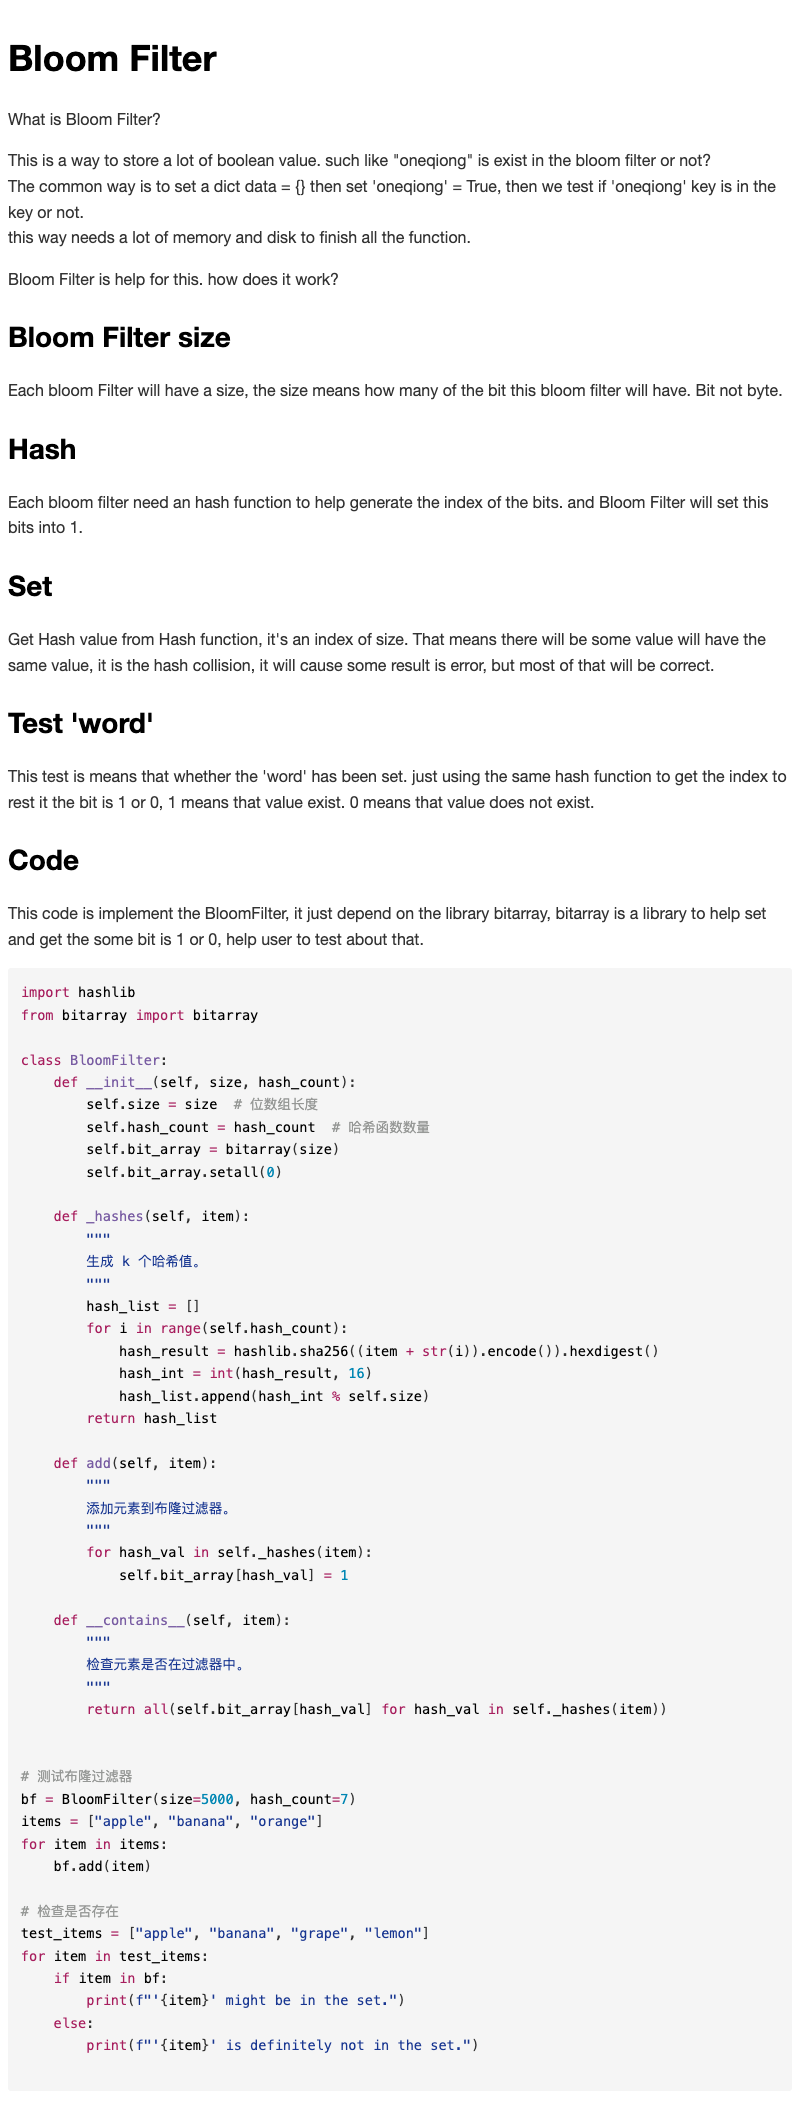 Bloom Filter
What is Bloom Filter?
This is a way to store a lot of boolean value. such like "oneqiong" is exist in the bloom filter or not?
The common way is to set a dict data = {} then set 'oneqiong' = True, then we test if 'oneqiong' key is in the
key or not.
this way needs a lot of memory and disk to finish all the function.
Bloom Filter is help for this. how does it work?
Bloom Filter size
Each bloom Filter will have a size, the size means how many of the bit this bloom filter will have. Bit not byte.
Hash
Each bloom filter need an hash function to help generate the index of the bits. and Bloom Filter will set this
bits into 1.
Set
Get Hash value from Hash function, it's an index of size. That means there will be some value will have the
same value, it is the hash collision, it will cause some result is error, but most of that will be correct.
Test 'word'
This test is means that whether the 'word' has been set. just using the same hash function to get the index to
rest it the bit is 1 or 0, 1 means that value exist. 0 means that value does not exist.
Code
This code is implement the BloomFilter, it just depend on the library bitarray, bitarray is a library to help set
and get the some bit is 1 or 0, help user to test about that.
import hashlib
from bitarray import bitarray
class BloomFilter:
    def __init__(self, size, hash_count):
        self.size = size  # 位数组长度
        self.hash_count = hash_count  # 哈希函数数量
        self.bit_array = bitarray(size)
        self.bit_array.setall(0)
    def _hashes(self, item):
        """
        生成 k 个哈希值。
        """
        hash_list = []
        for i in range(self.hash_count):
            hash_result = hashlib.sha256((item + str(i)).encode()).hexdigest()
            hash_int = int(hash_result, 16)
            hash_list.append(hash_int % self.size)
        return hash_list
    def add(self, item):
        """
        添加元素到布隆过滤器。
        """
        for hash_val in self._hashes(item):
            self.bit_array[hash_val] = 1
    def __contains__(self, item):
        """
        检查元素是否在过滤器中。
        """
        return all(self.bit_array[hash_val] for hash_val in self._hashes(item))
# 测试布隆过滤器
bf = BloomFilter(size=5000, hash_count=7)
items = ["apple", "banana", "orange"]
for item in items:
    bf.add(item)
# 检查是否存在
test_items = ["apple", "banana", "grape", "lemon"]
for item in test_items:
    if item in bf:
        print(f"'{item}' might be in the set.")
    else:
        print(f"'{item}' is definitely not in the set.")